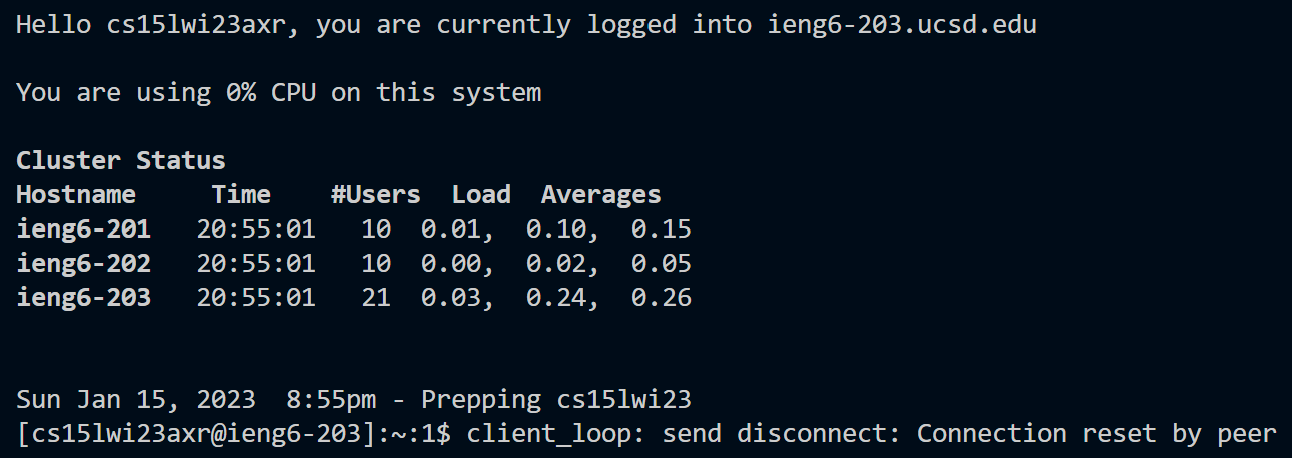 Hello cs15lwi23axr, you are currently logged into ieng6-203.ucsd.edu
You are using 0% CPU on this system
Cluster Status
Hostname     Time    #Users  Load  Averages
ieng6-201   20:55:01   10  0.01,  0.10,  0.15
ieng6-202   20:55:01   10  0.00,  0.02,  0.05
ieng6-203   20:55:01   21  0.03,  0.24,  0.26
Sun Jan 15, 2023  8:55pm - Prepping cs15lwi23
[cs15lwi23axr@ieng6-203]:~:1$ client_loop: send disconnect: Connection reset by peer